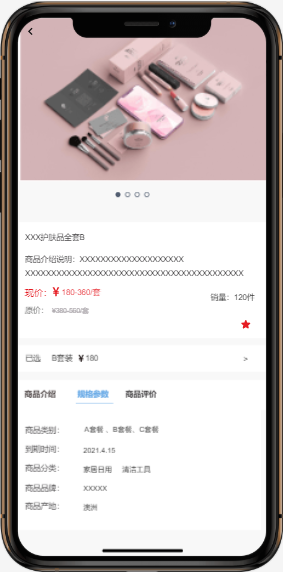 XXX护肤品全套B
商品介绍说明：XXXXXXXXXXXXXXXXXXXX
XXXXXXXXXXXXXXXXXXXXXXXXXXXXXXXXXXXXXXXXXX
现价：￥180-360/套
销量：120件
原价： ¥380-560/套
已选 B套装 ￥180 >
商品介绍 规格参数 商品评价
商品类别： A套餐 、B套餐、C套餐
到期时间： 2021.4.15
商品分类： 家居日用 清洁工具
商品品牌： XXXXX
商品产地： 澳洲